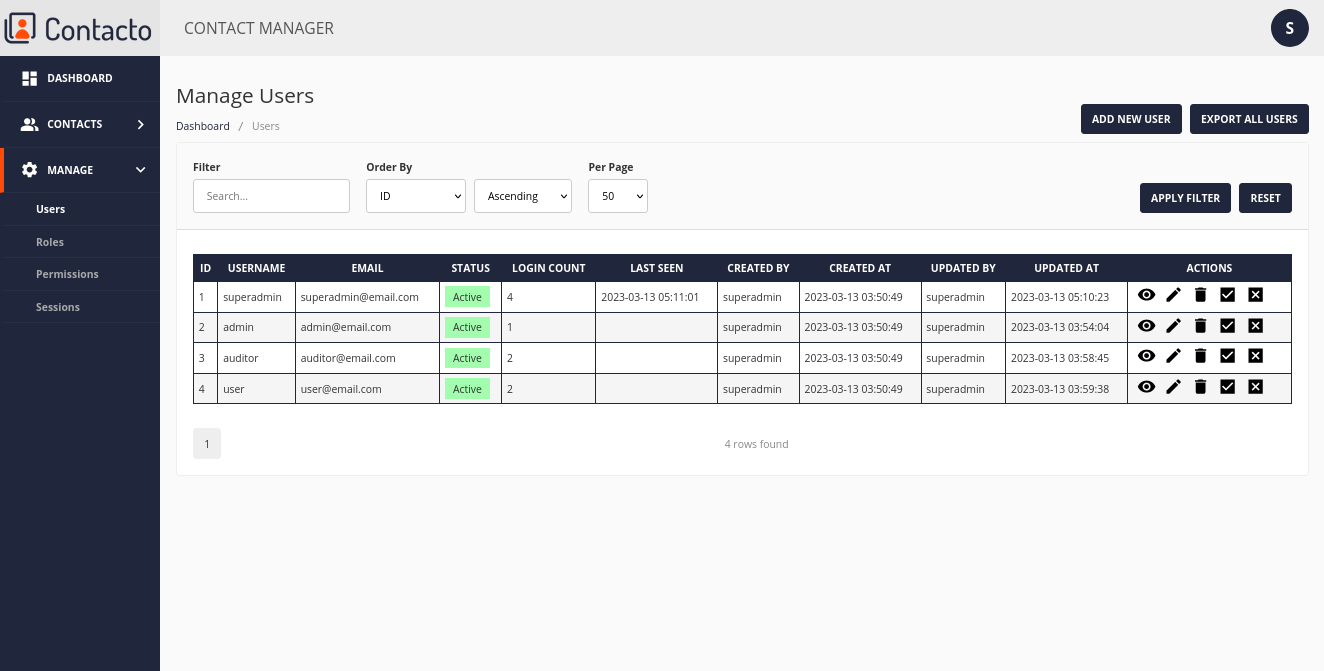 Contacto
CONTACT MANAGER
S
DASHBOARD
CONTACTS
MANAGE
Users
Roles
Permissions
Sessions
Manage Users
Dashboard / Users
ADD NEW USER EXPORT ALL USERS
Filter Order By Per Page
Search... ID Ascending 50
APPLY FILTER RESET
ID USERNAME EMAIL STATUS LOGIN COUNT LAST SEEN CREATED BY CREATED AT UPDATED BY UPDATED AT ACTIONS
1 superadmin superadmin@email.com Active 4 2023-03-13 05:11:01 superadmin 2023-03-13 03:50:49 superadmin 2023-03-13 05:10:23
2 admin admin@email.com Active 1 superadmin 2023-03-13 03:50:49 superadmin 2023-03-13 03:54:04
3 auditor auditor@email.com Active 2 superadmin 2023-03-13 03:50:49 superadmin 2023-03-13 03:58:45
4 user user@email.com Active 2 superadmin 2023-03-13 03:50:49 superadmin 2023-03-13 03:59:38
1 4 rows found